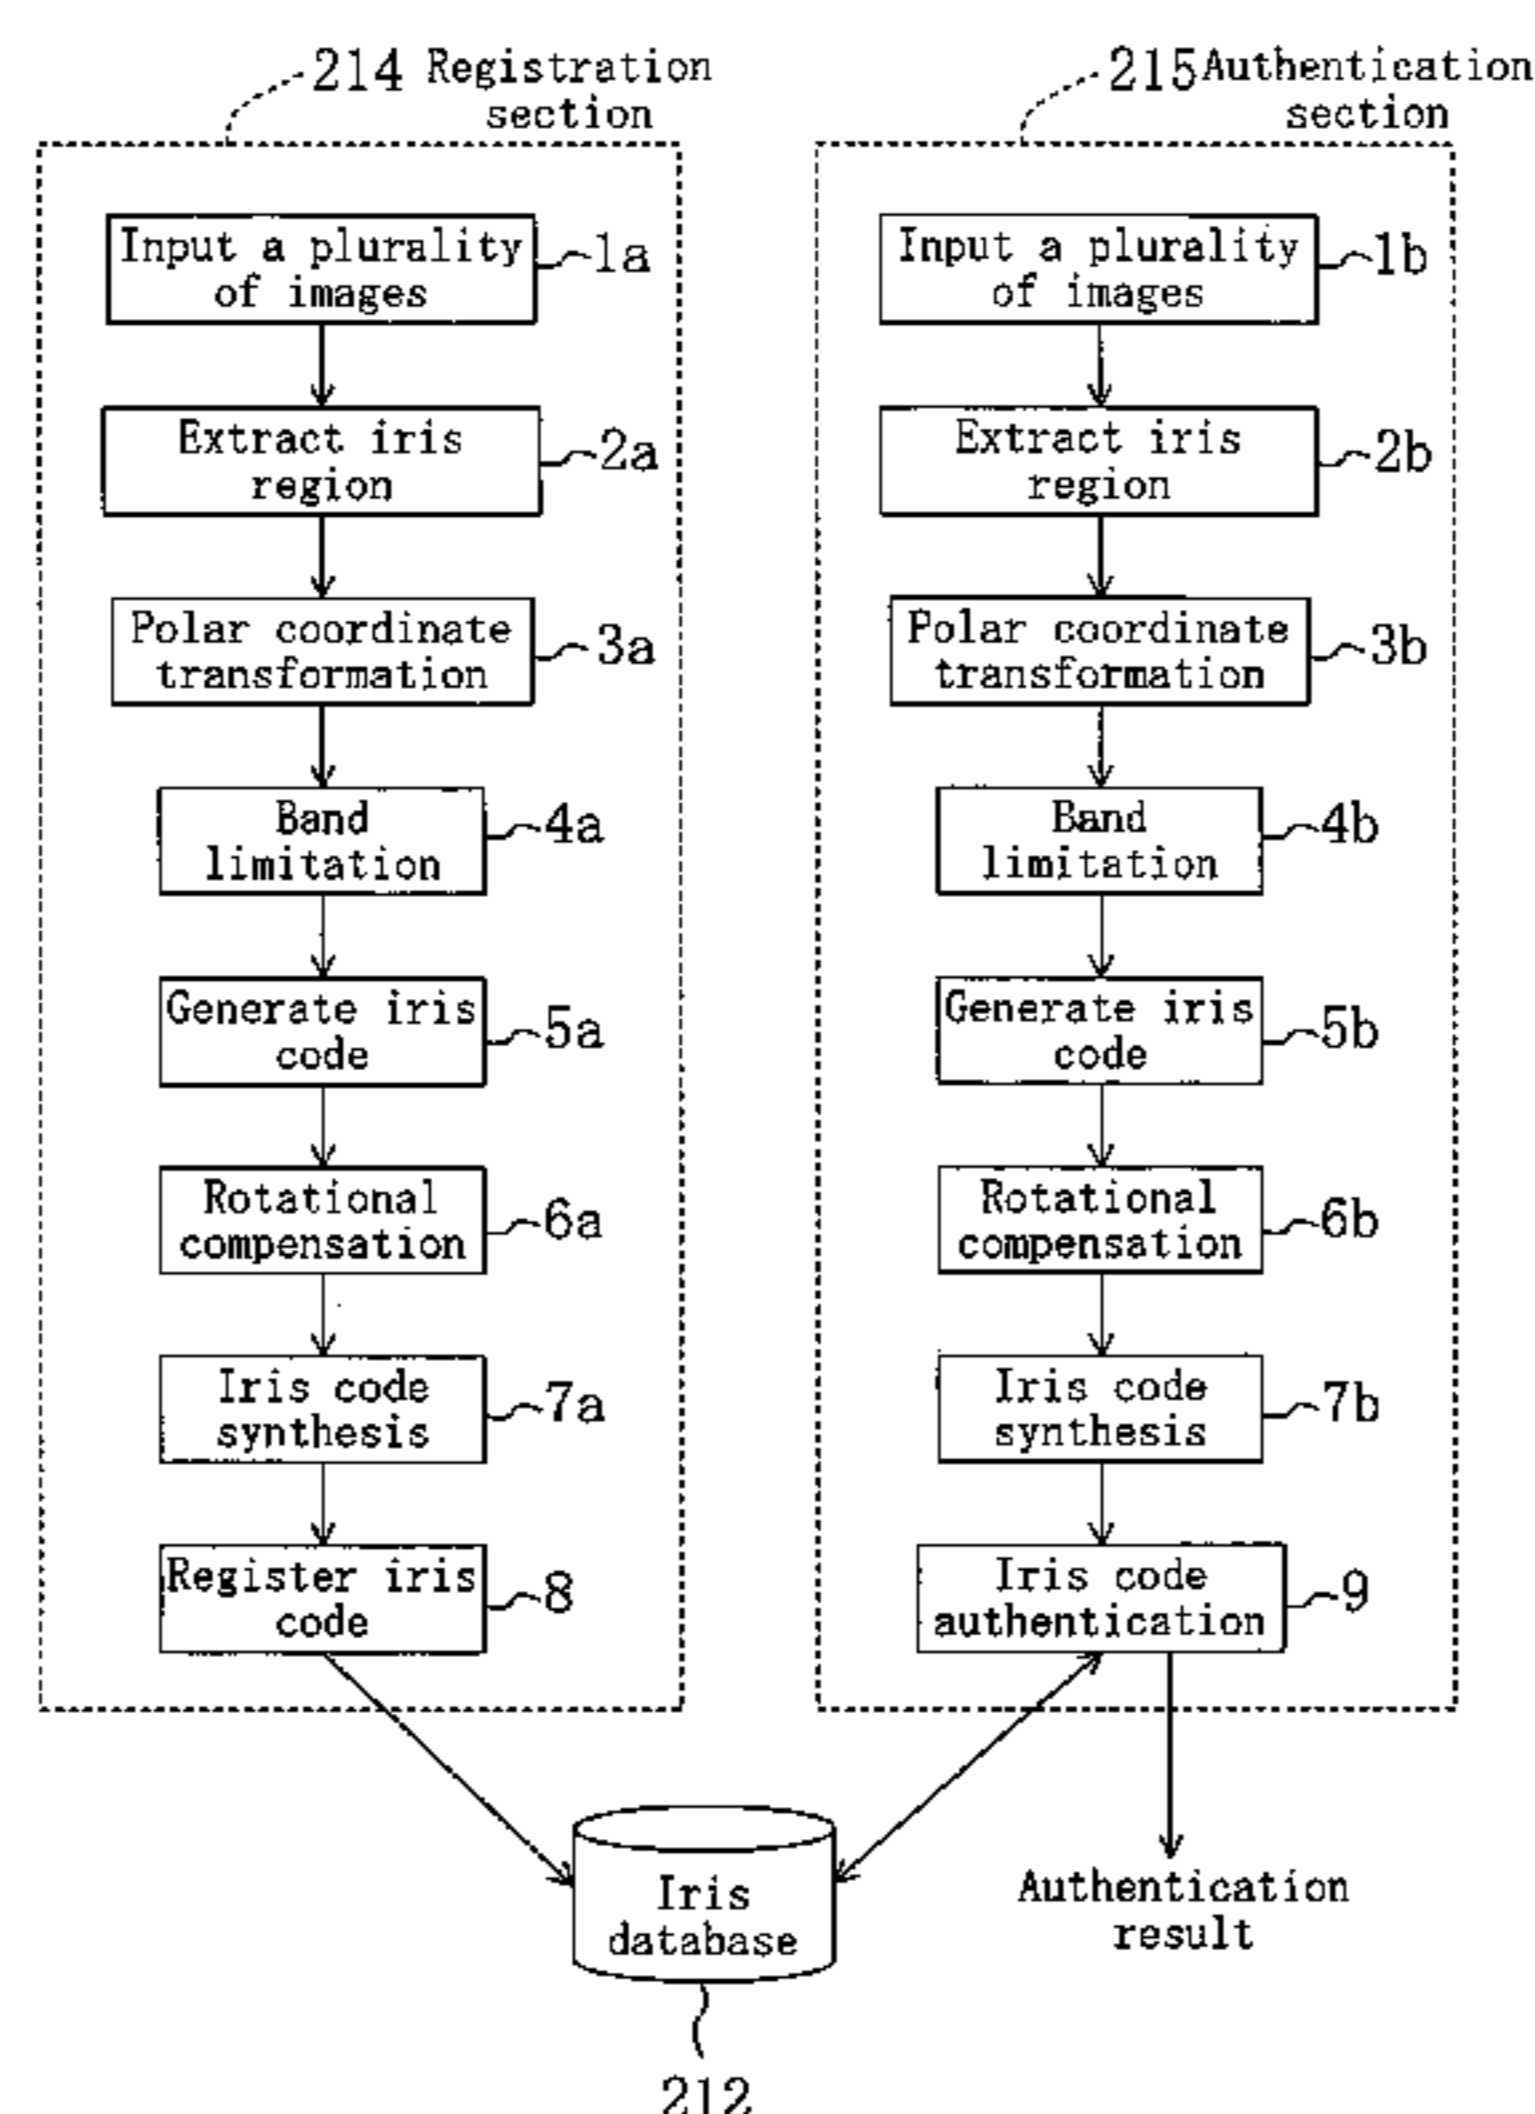 214 Registration
section
Input a plurality
of images
1a
Extract iris
region
2a
Polar coordinate
transformation
3a
Band
limitation
4a
Generate iris
code
5a
Rotational
compensation
6a
Iris code
synthesis
7a
Register iris
code
8
215 Authentication
section
Input a plurality
of images
1b
Extract iris
region
2b
Polar coordinate
transformation
3b
Band
limitation
4b
Generate iris
code
5b
Rotational
compensation
6b
Iris code
synthesis
7b
Iris code
authentication
9
Iris
database
212
Authentication
result